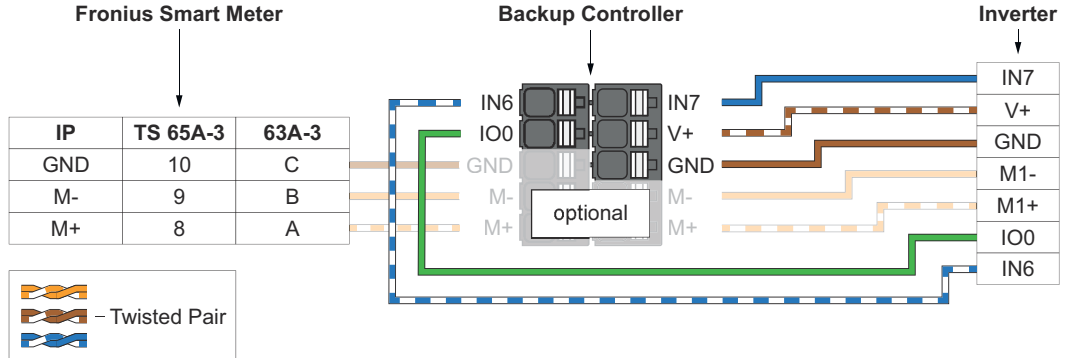 Fronius Smart Meter Backup Controller Inverter
IN6 IN7 IN7
IO0 V+ V+
IP TS 65A-3 63A-3
GND 10 C GND GND GND
M- 9 B M- M- M1-
optional
M+ 8 A M+ M+ M1+
IO0
IN6
– Twisted Pair